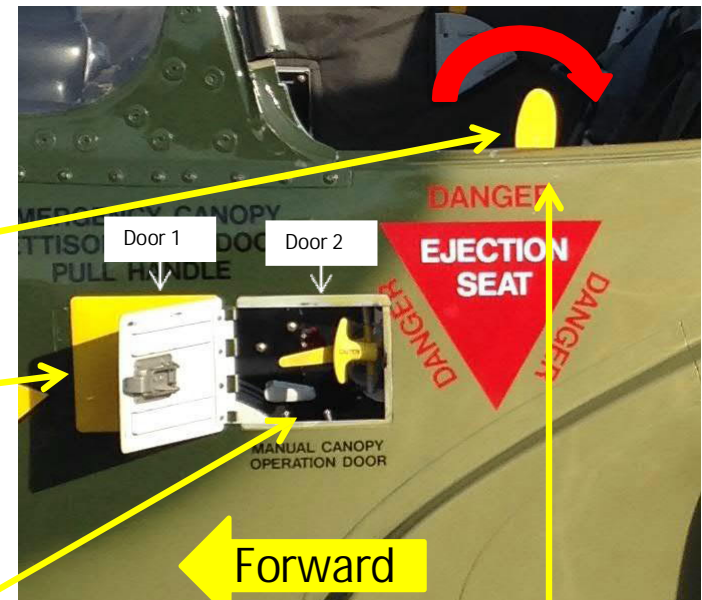 DANGER
EMERGENCY CANOPY
JETTISON
PULL HANDLE
Door 1
Door 2
EJECTION
SEAT
DANGER
DANGER
MANUAL CANOPY
OPERATION DOOR
Forward